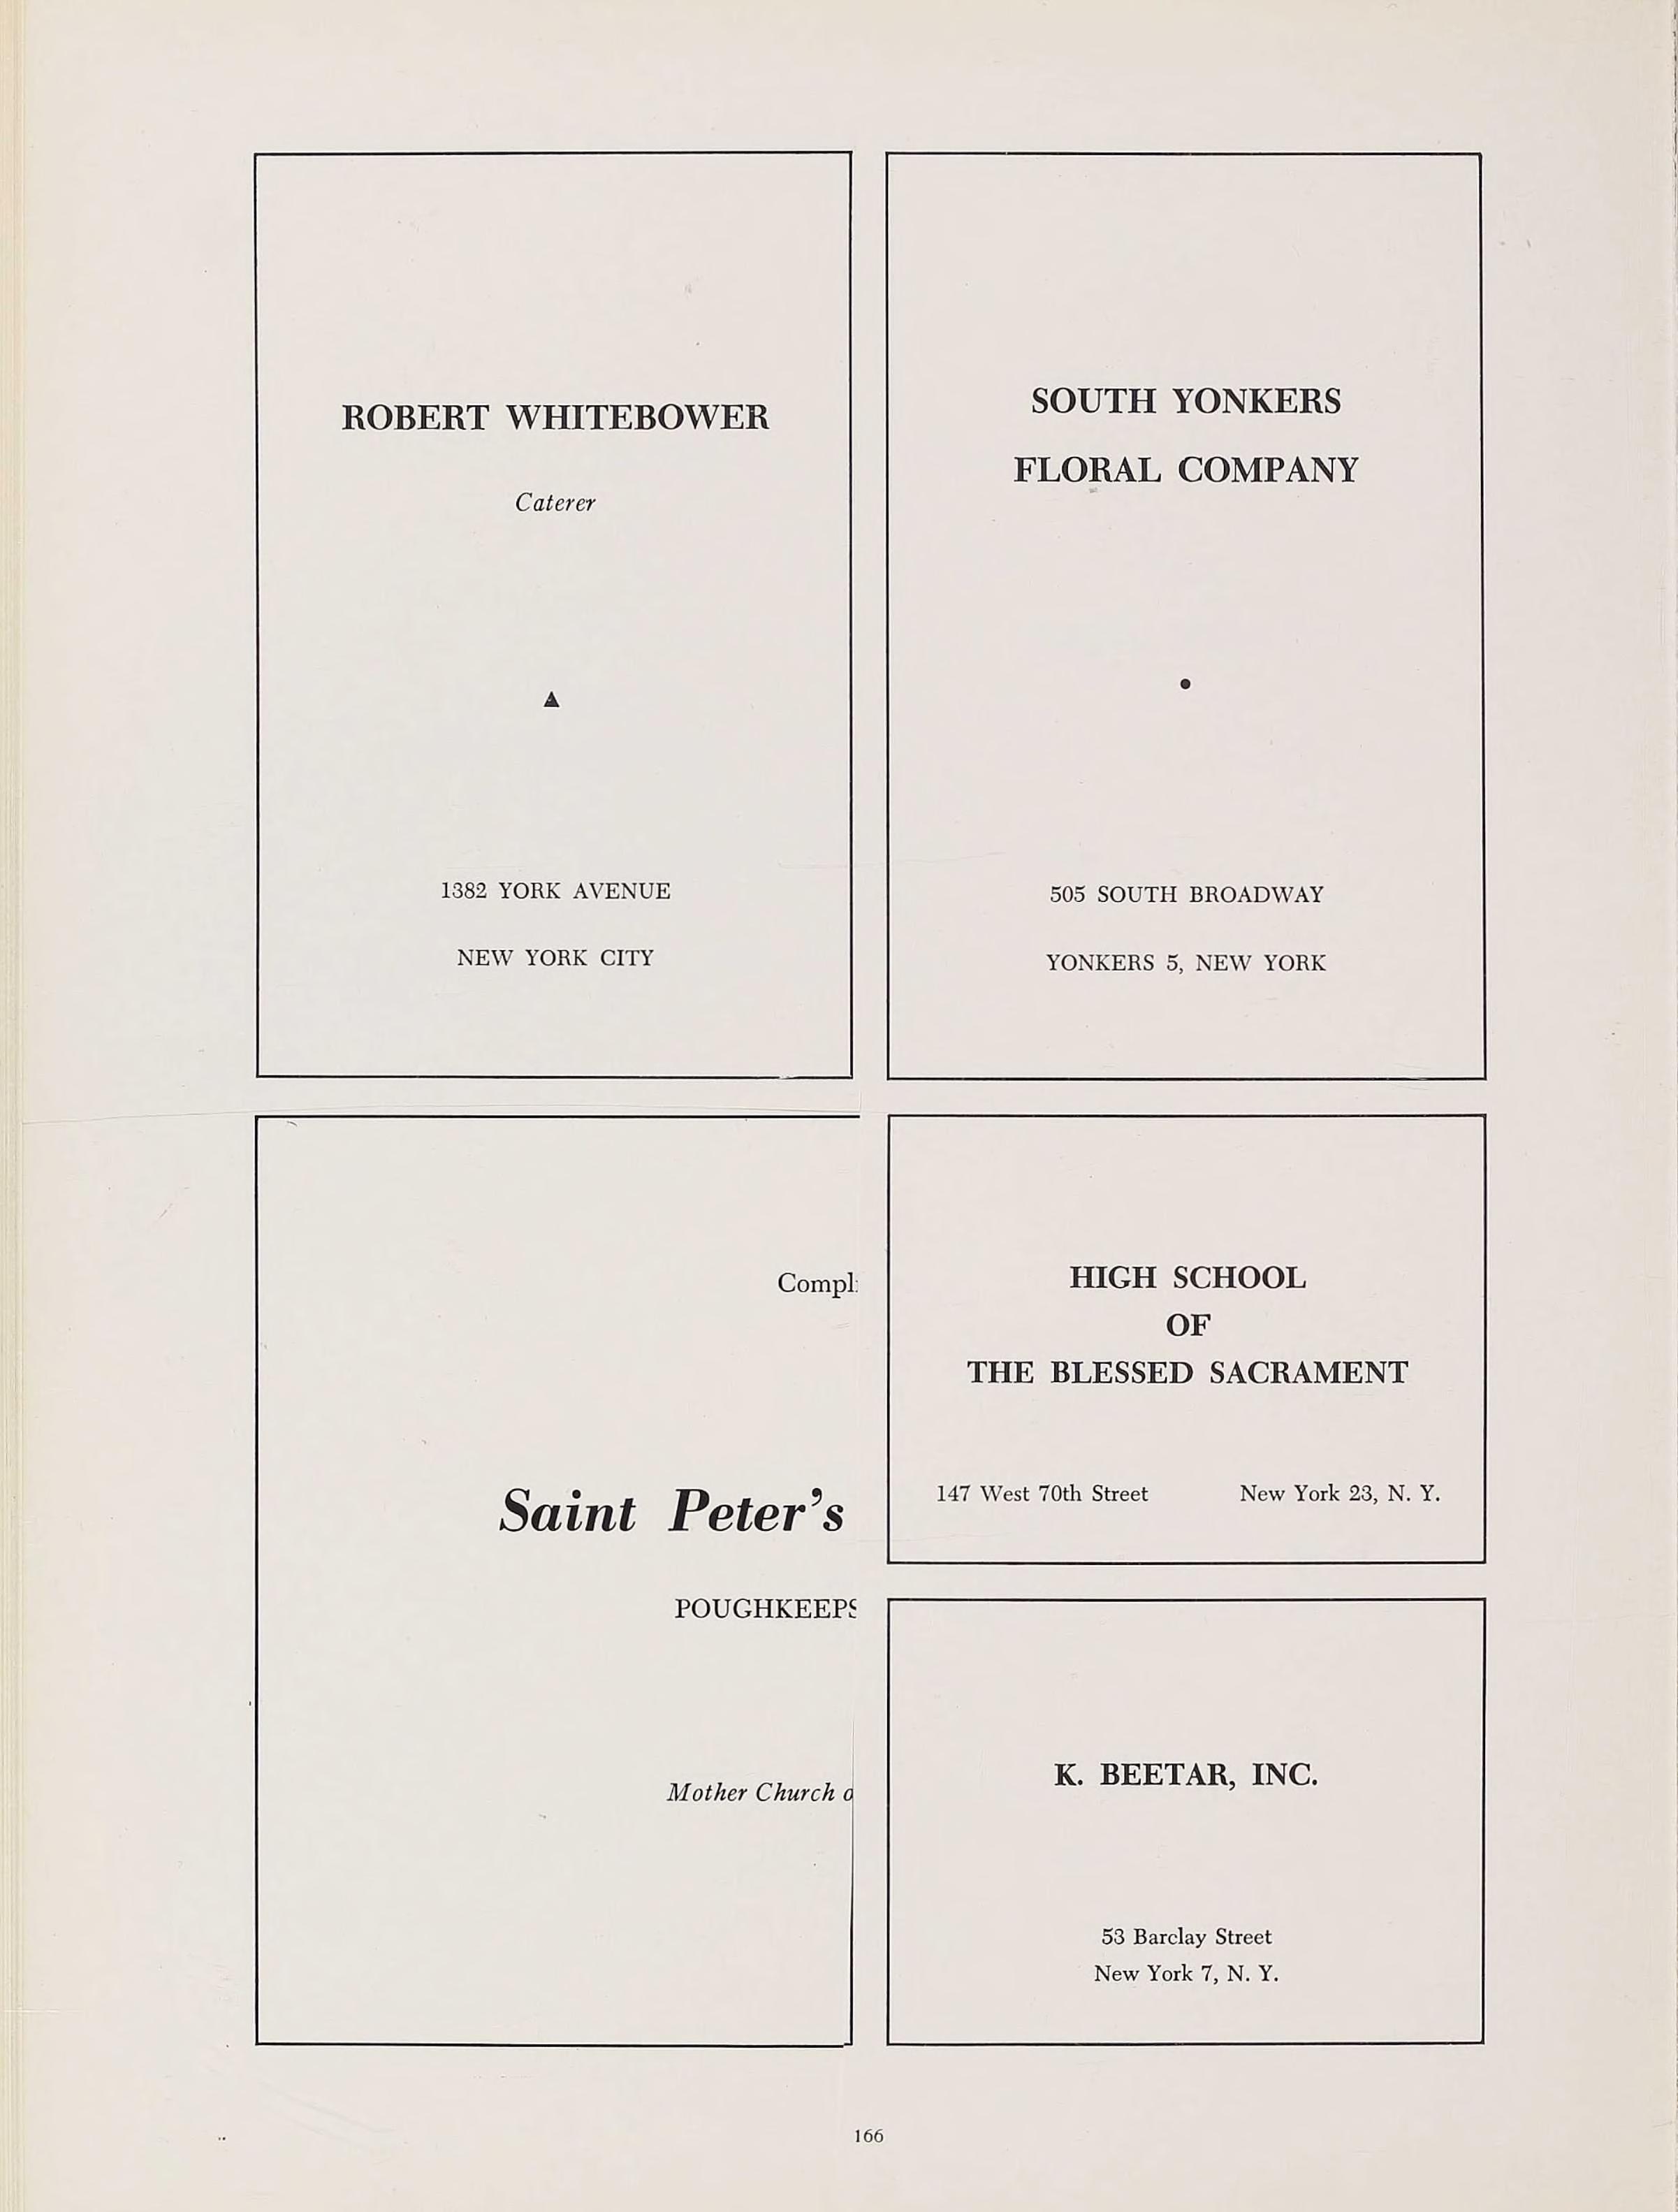 ROBERT WHITEBOWER
Caterer
1382 YORK AVENUE
NEW YORK CITY
SOUTH YONKERS
FLORAL COMPANY
505 SOUTH BROADWAY
YONKERS 5, NEW YORK
Compl
Saint Peter's
POUGHKEEPS
Mother Church o
HIGH SCHOOL
OF
THE BLESSED SACRAMENT
147 West 70th Street New York 23, N. Y.
K. BEETAR, INC.
53 Barclay Street
New York 7, N. Y.
166